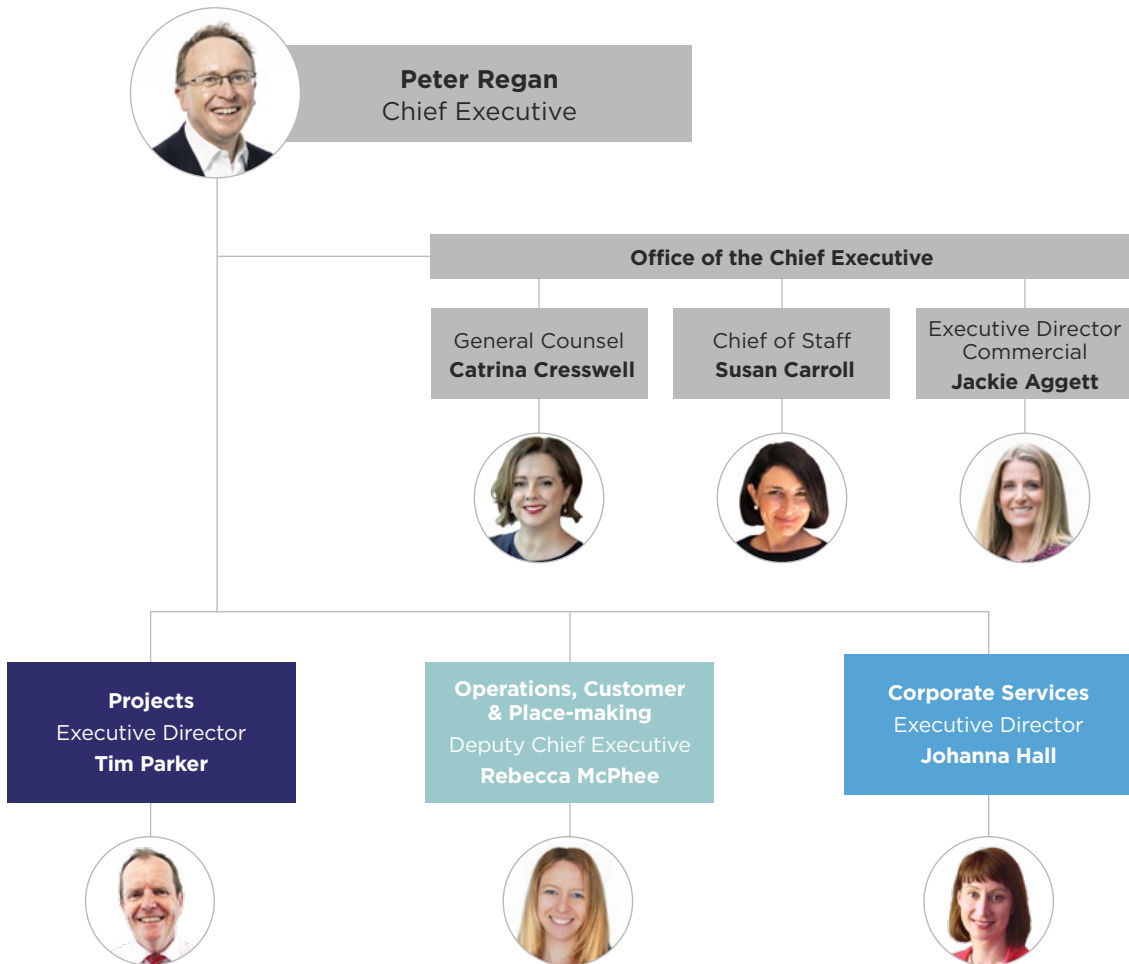 Peter Regan
Chief Executive
Office of the Chief Executive
General Counsel
Catrina Cresswell
Chief of Staff
Susan Carroll
Executive Director
Commercial
Jackie Aggett
Projects
Executive Director
Tim Parker
Operations, Customer
& Place-making
Deputy Chief Executive
Rebecca McPhee
Corporate Services
Executive Director
Johanna Hall